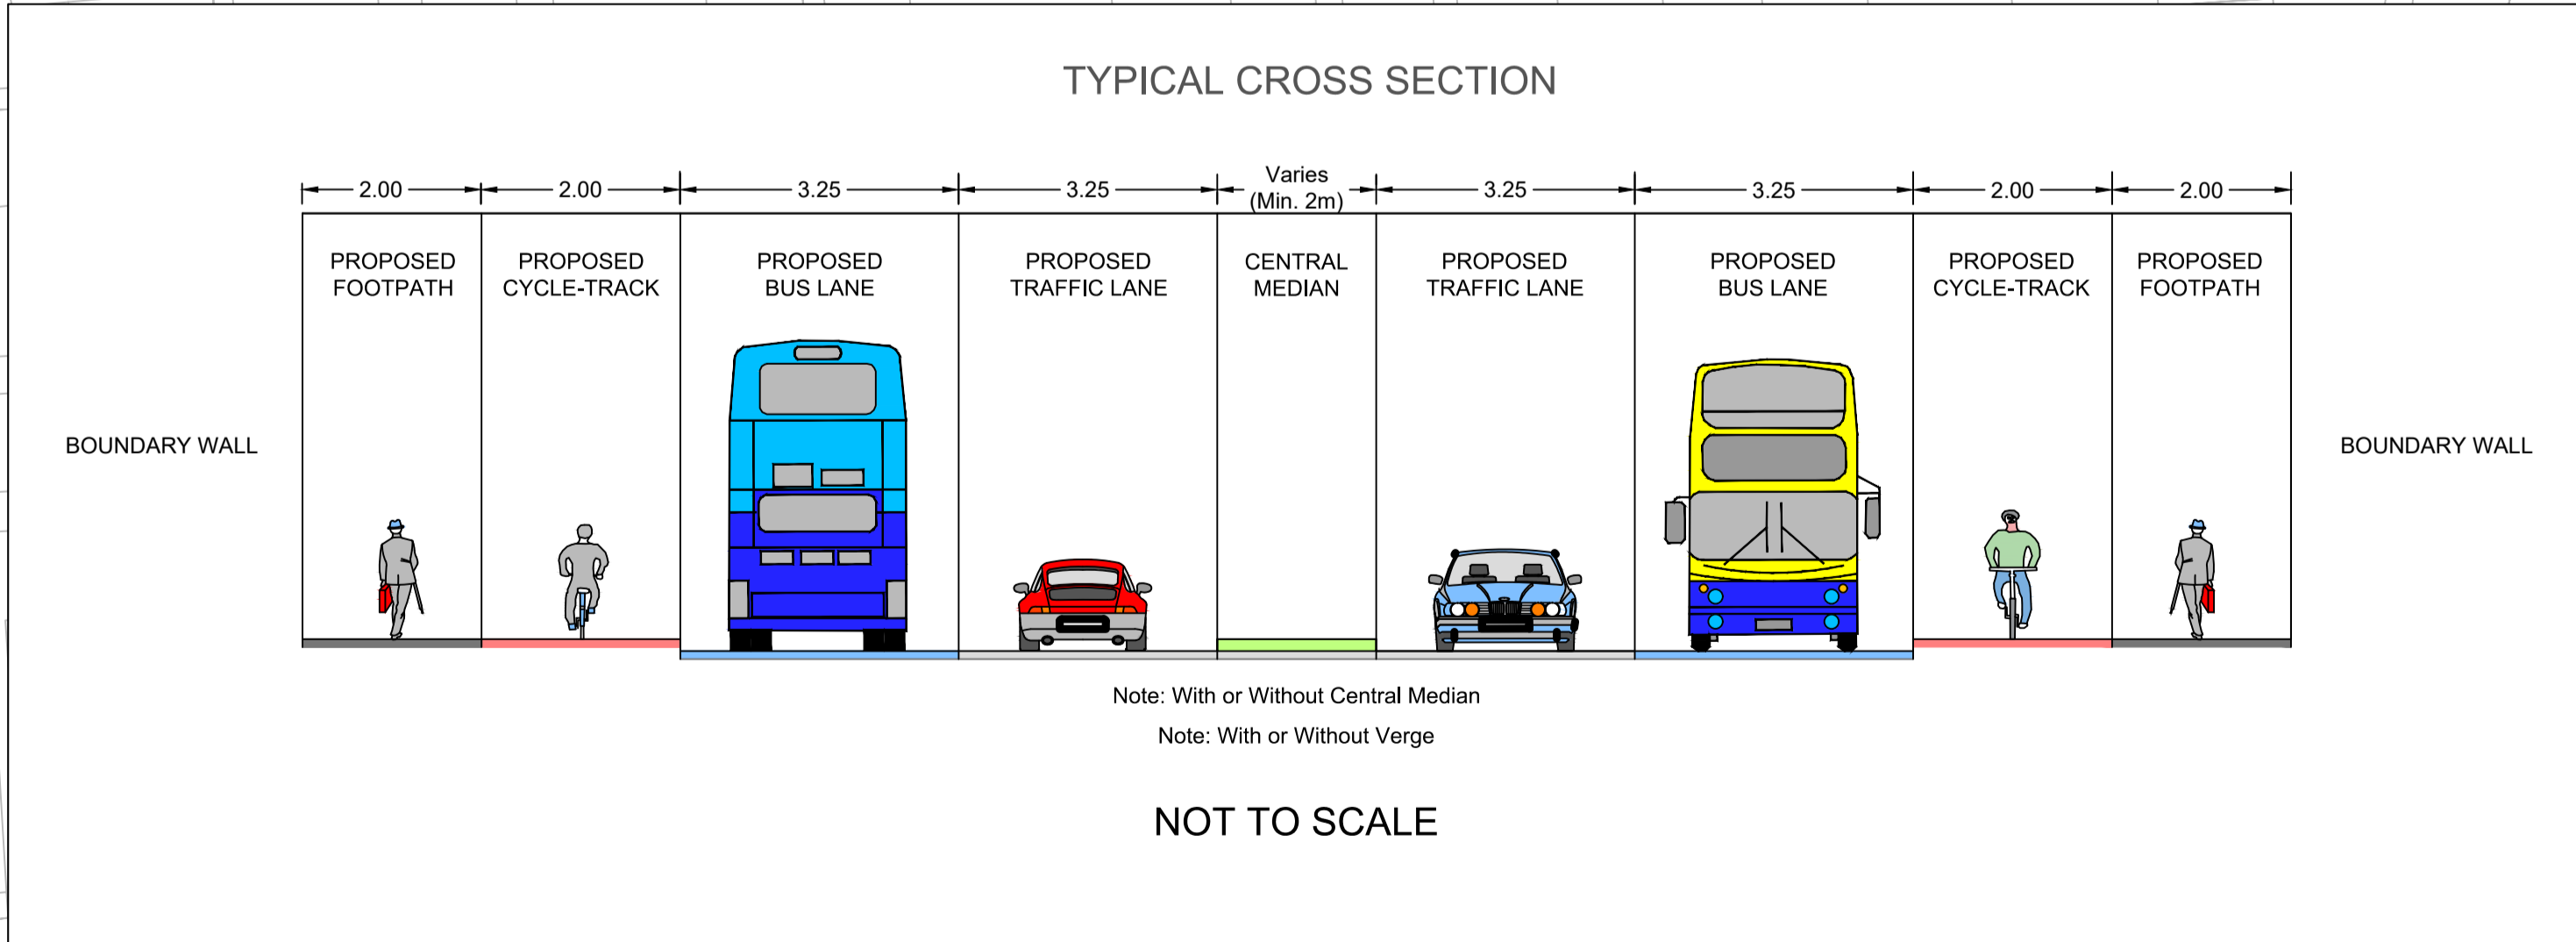 TYPICAL CROSS SECTION
2.00 2.00 3.25 3.25 Varies (Min. 2m) 3.25 3.25 2.00 2.00
PROPOSED FOOTPATH
PROPOSED CYCLE-TRACK
PROPOSED BUS LANE
PROPOSED TRAFFIC LANE
CENTRAL MEDIAN
PROPOSED TRAFFIC LANE
PROPOSED BUS LANE
PROPOSED CYCLE-TRACK
PROPOSED FOOTPATH
BOUNDARY WALL
BOUNDARY WALL
Note: With or Without Central Median
Note: With or Without Verge
NOT TO SCALE